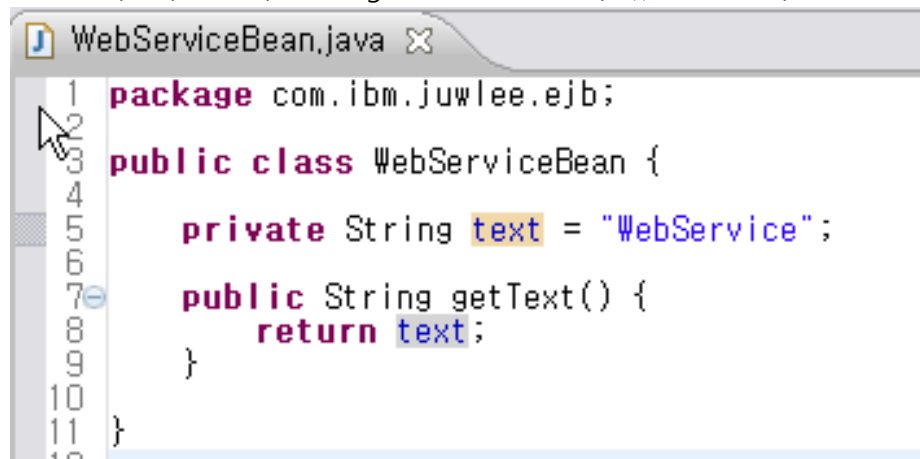 WebServiceBean.java
1 package com.ibm.juwlee.ejb;
2
3 public class WebServiceBean {
4
5 private String text = "WebService";
6
7 public String getText() {
8 return text;
9 }
10
11 }